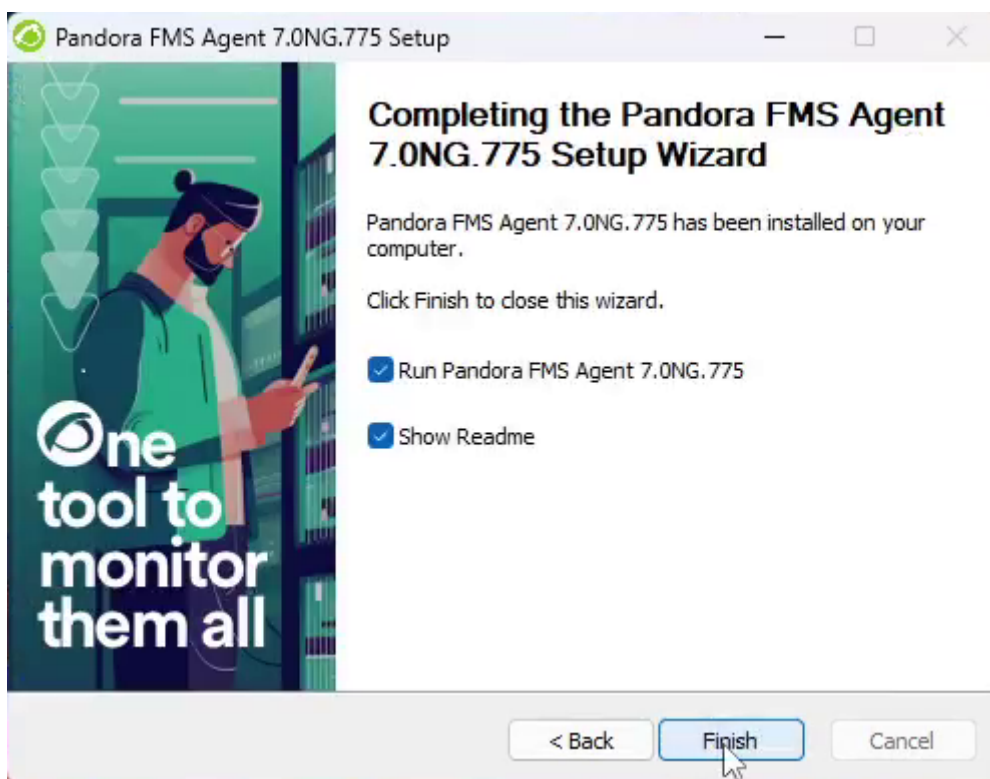 Pandora FMS Agent 7.0NG.775 Setup
Completing the Pandora FMS Agent
7.0NG.775 Setup Wizard
Pandora FMS Agent 7.0NG.775 has been installed on your
computer.
Click Finish to close this wizard.
Run Pandora FMS Agent 7.0NG.775
Show Readme
One
tool to
monitor
them all
< Back
Finish
Cancel